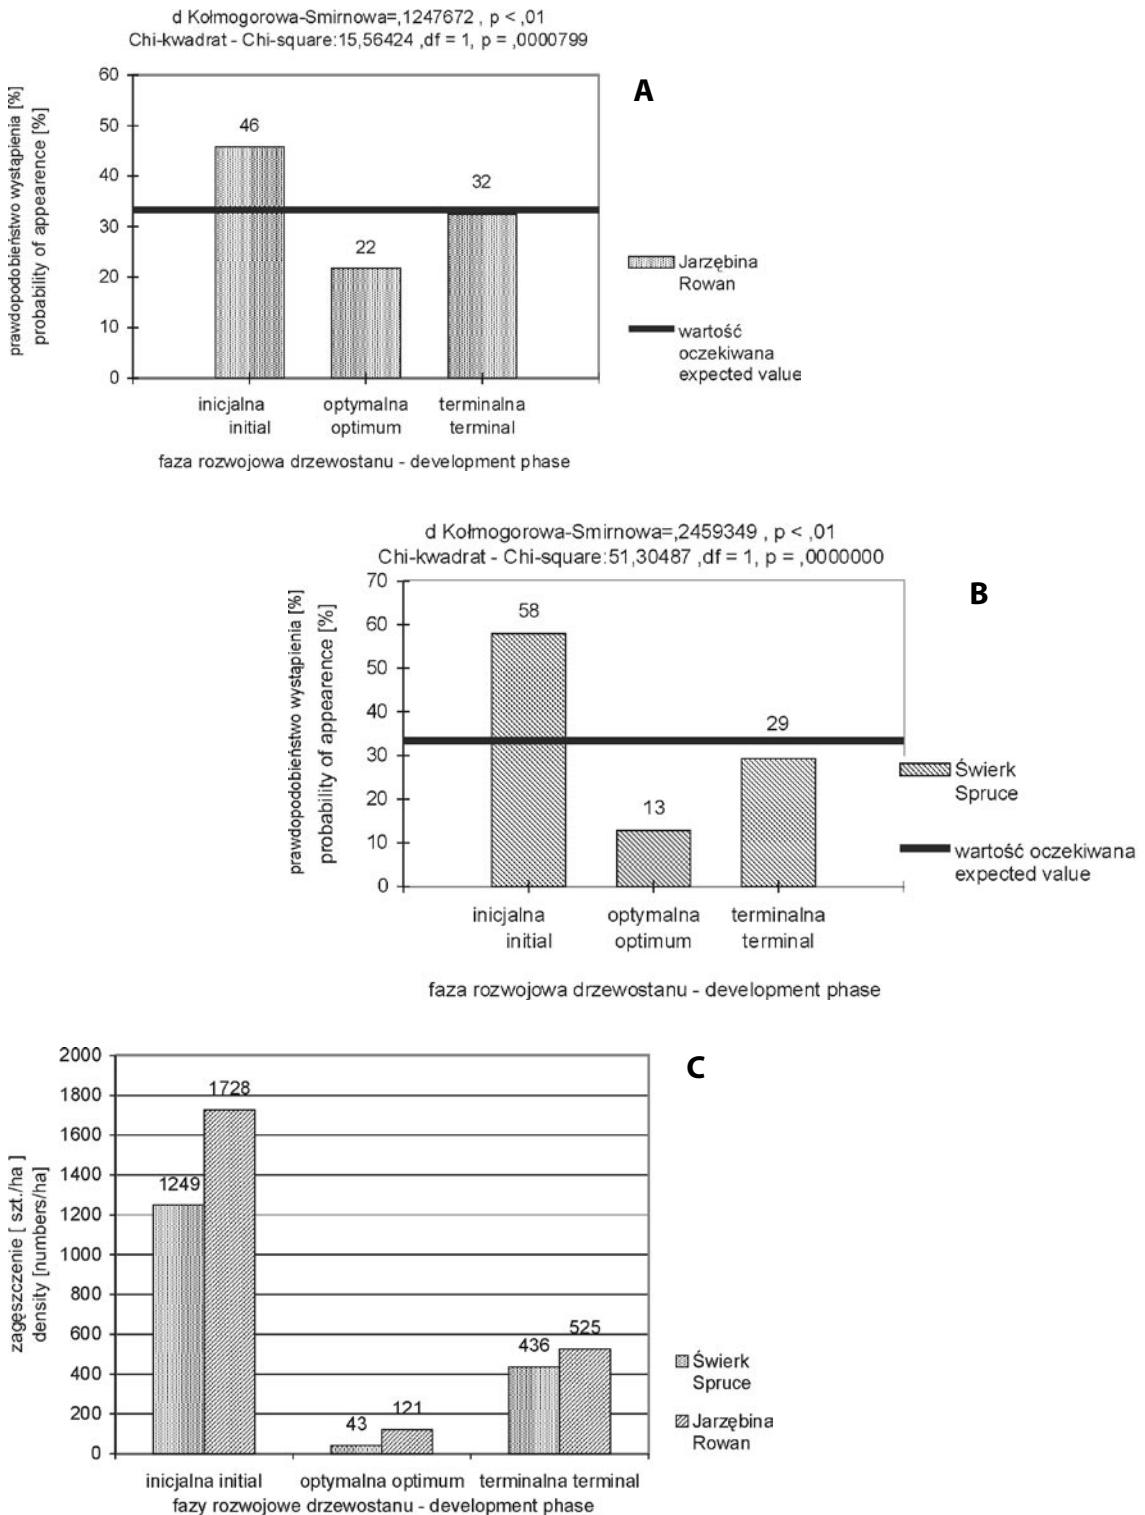 d Kołmogorowa-Smirnowa=,1247672 , p < ,01
Chi-kwadrat - Chi-square:15,56424 ,df = 1, p = ,0000799
A
prawdopodobieństwo wystąpienia [%]
probability of appearence [%]
60
50
40
30
20
10
0
46
22
32
Jarzębina
Rowan
wartość
oczekiwana
expected value
inicjalna
initial
optymalna
optimum
terminalna
terminal
faza rozwojowa drzewostanu - development phase
d Kołmogorowa-Smirnowa=,2459349 , p < ,01
Chi-kwadrat - Chi-square:51,30487 ,df = 1, p = ,0000000
B
prawdopodobieństwo wystąpienia [%]
probability of appearence [%]
70
60
50
40
30
20
10
0
58
13
29
Świerk
Spruce
wartość oczekiwana
expected value
inicjalna
initial
optymalna
optimum
terminalna
terminal
faza rozwojowa drzewostanu - development phase
C
zagęszczenie [ szt./ha ]
density [numbers/ha]
2000
1800
1600
1400
1200
1000
800
600
400
200
0
1249
1728
43
121
436
525
Świerk
Spruce
Jarzębina
Rowan
inicjalna initial
optymalna optimum
terminalna terminal
fazy rozwojowe drzewostanu - development phase